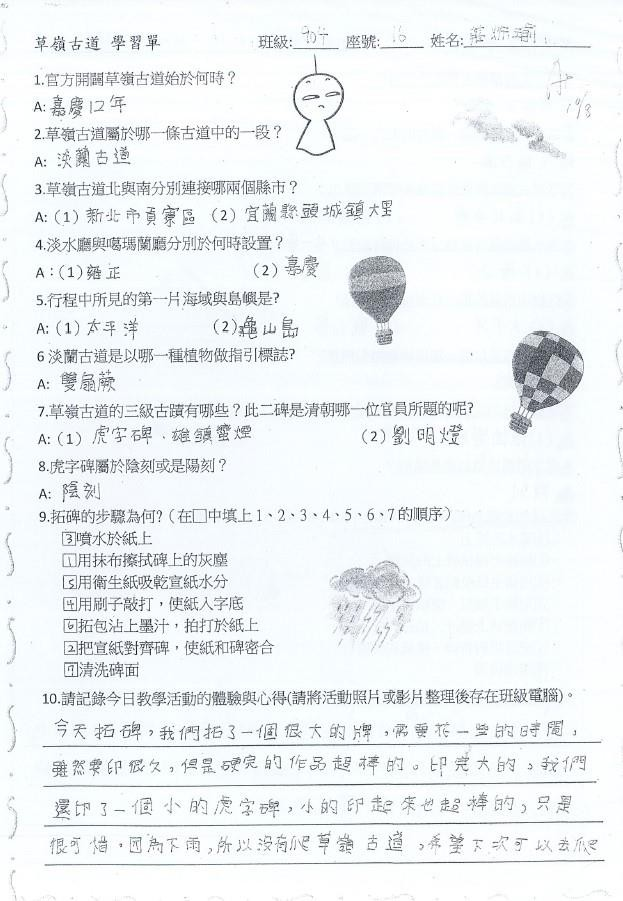 草嶺古道 學習單 班級: 904 座號: 16 姓名:
1.官方開闢草嶺古道始於何時？
A: 嘉慶12年
2.草嶺古道屬於哪一條古道中的一段？
A: 淡蘭古道
3.草嶺古道北與南分別連接哪兩個縣市？
A: (1) 新北市貢寮區 (2) 宜蘭縣頭城鎮大里
4.淡水廳與噶瑪蘭廳分別於何時設置？
A：(1) 雍正 (2) 嘉慶
5.行程中所見的第一片海域與島嶼是?
A: (1) 太平洋 (2) 龜山島
6 淡蘭古道是以哪一種植物做指引標誌?
A: 雙扇蕨
7.草嶺古道的三級古蹟有哪些？此二碑是清朝哪一位官員所題的呢?
A: (1) 虎字碑、雄鎮蠻煙 (2) 劉明燈
8.虎字碑屬於陰刻或是陽刻？
A: 陰刻
9.拓碑的步驟為何?（在□中填上 1、2、3、4、5、6、7 的順序）
3噴水於紙上
1用抹布擦拭碑上的灰塵
5用衛生紙吸乾宣紙水分
4用刷子敲打，使紙入字底
6拓包沾上墨汁，拍打於紙上
2把宣紙對齊碑，使紙和碑密合
7清洗碑面
10.請記錄今日教學活動的體驗與心得(請將活動照片或影片整理後存在班級電腦)。
今天拓碑，我們拓了一個很大的牌，需要花一些的時間，
雖然要印很久，但是的作品超棒的。印完大的，我們
還印了一個小的虎字碑，小的印起來也超棒的，只是
很可惜。因為下雨，所以沒有爬草嶺古道，希望下次可以去爬